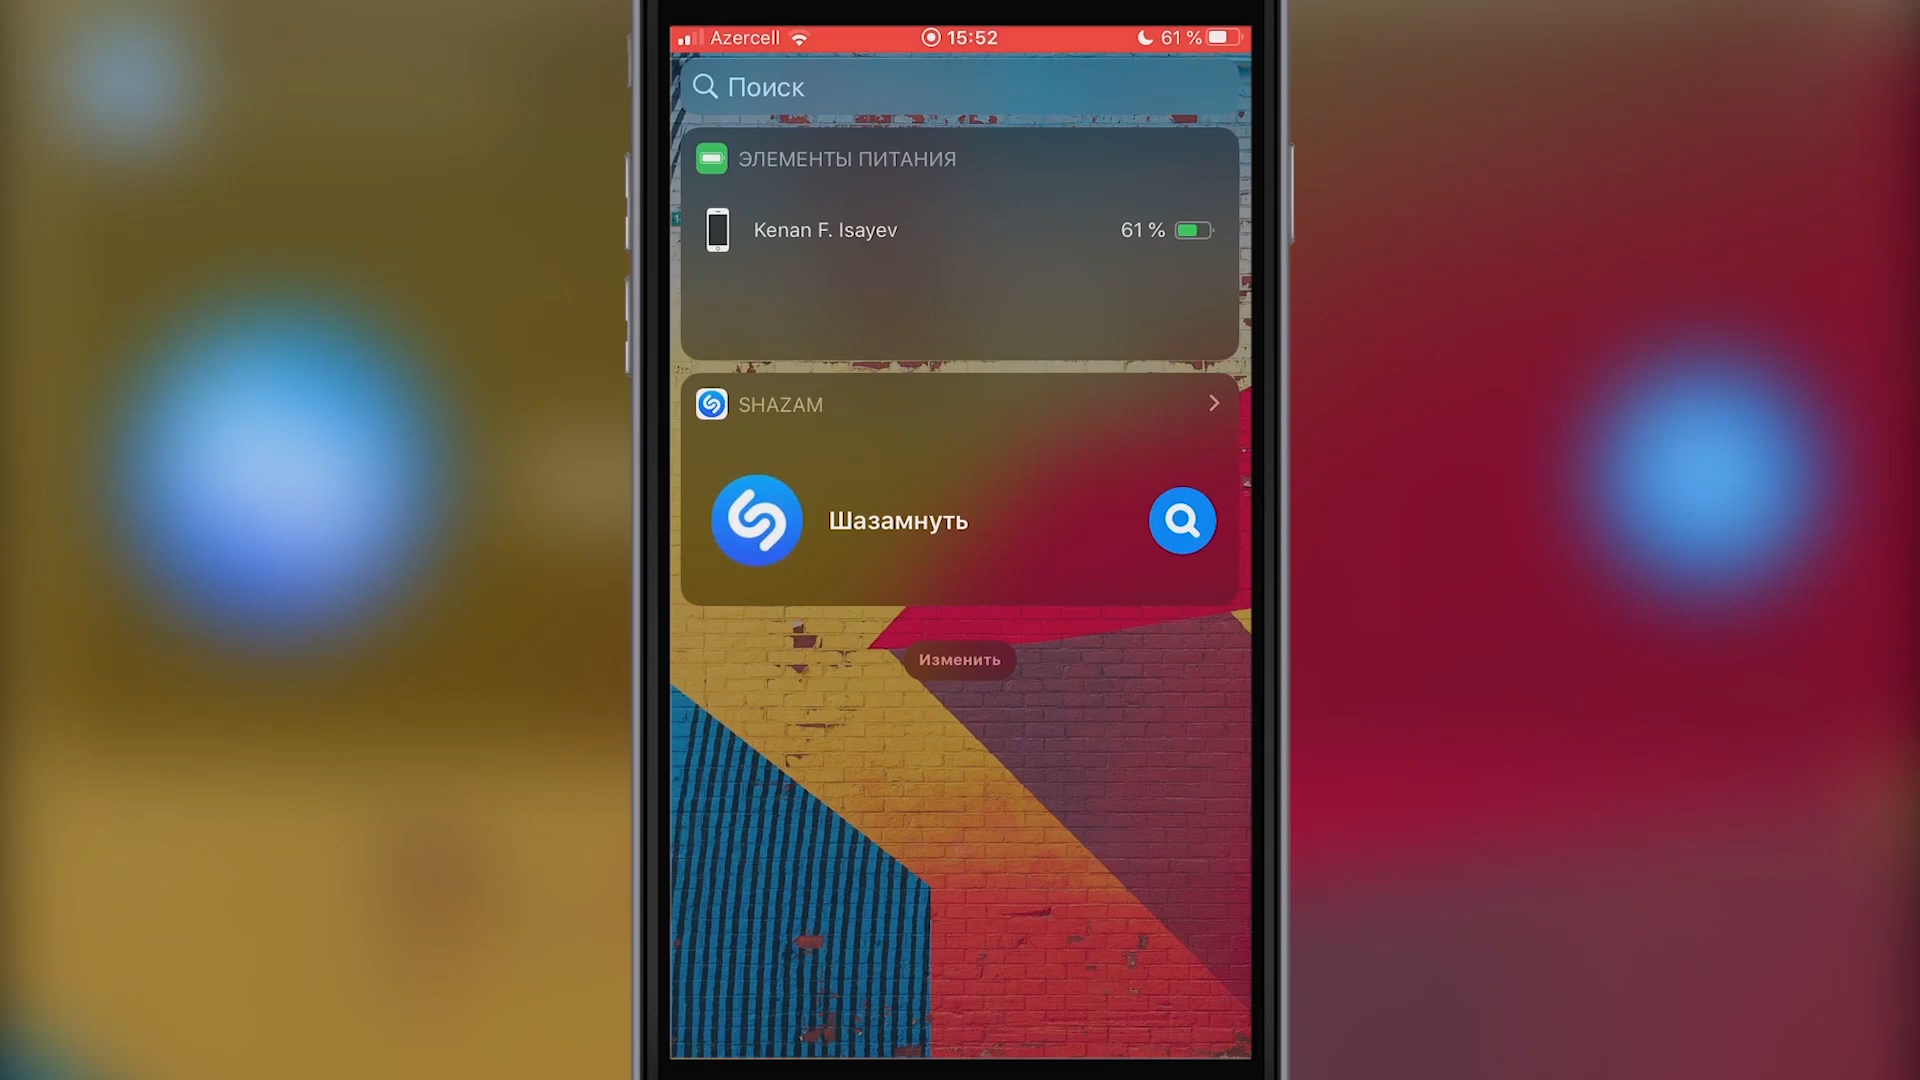 Azercell 15:52 61 %
Поиск
ЭЛЕМЕНТЫ ПИТАНИЯ
Kenan F. Isayev 61 %
SHAZAM
Шазамнуть
Изменить